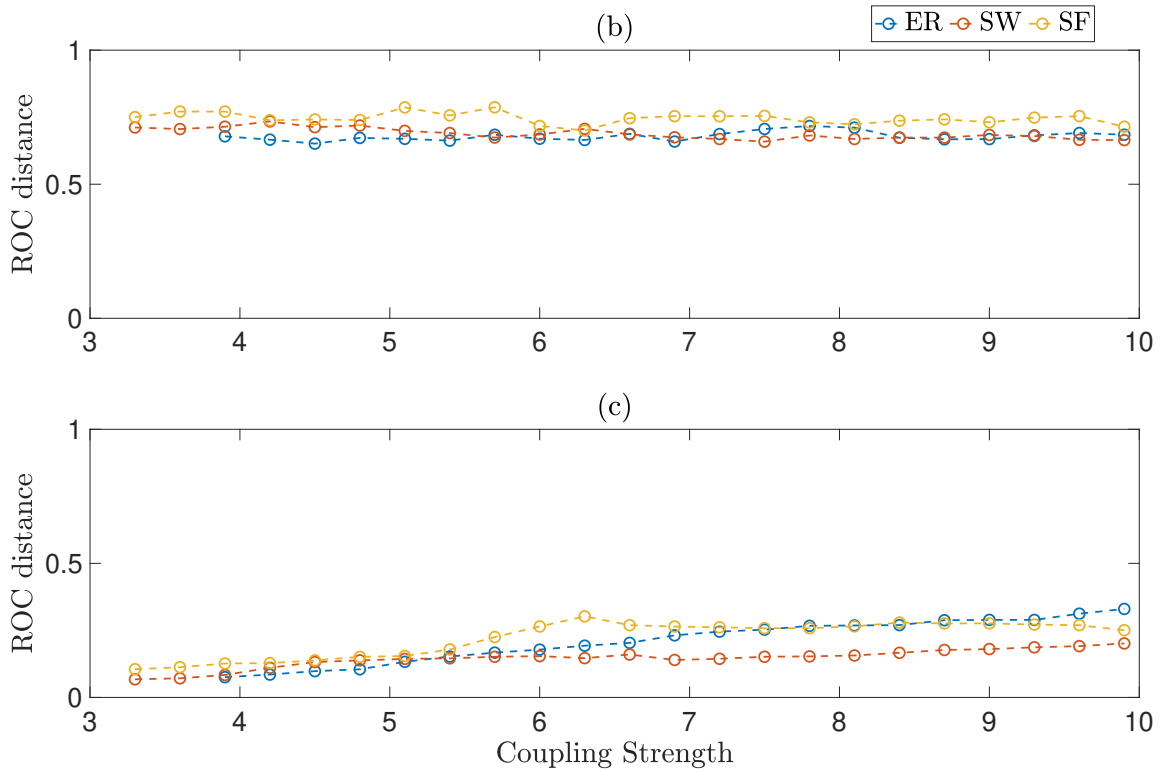 (b)
ER SW SF
1
0.5
0
ROC distance
3 4 5 6 7 8 9 10
(c)
1
0.5
0
ROC distance
3 4 5 6 7 8 9 10
Coupling Strength